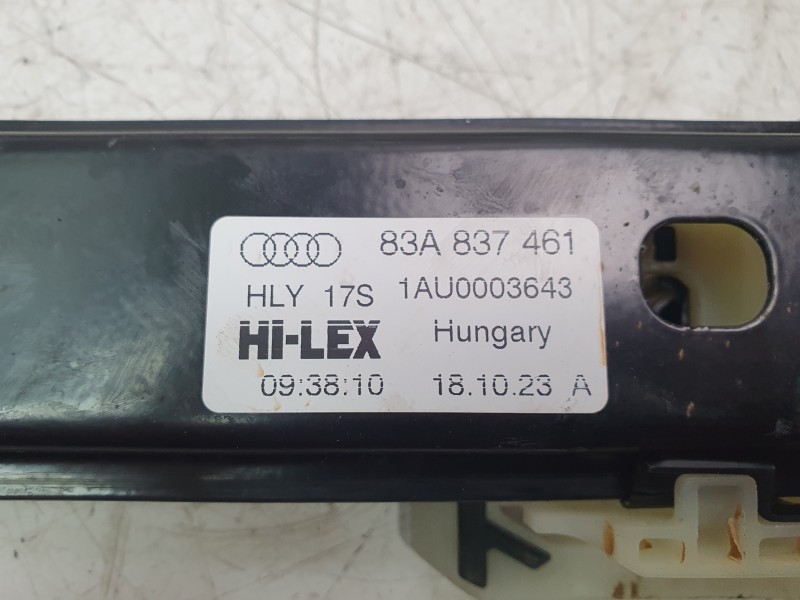 83A 837 461
HLY 17S 1AU0003643
HI-LEX Hungary
09:38:10 18.10.23 A